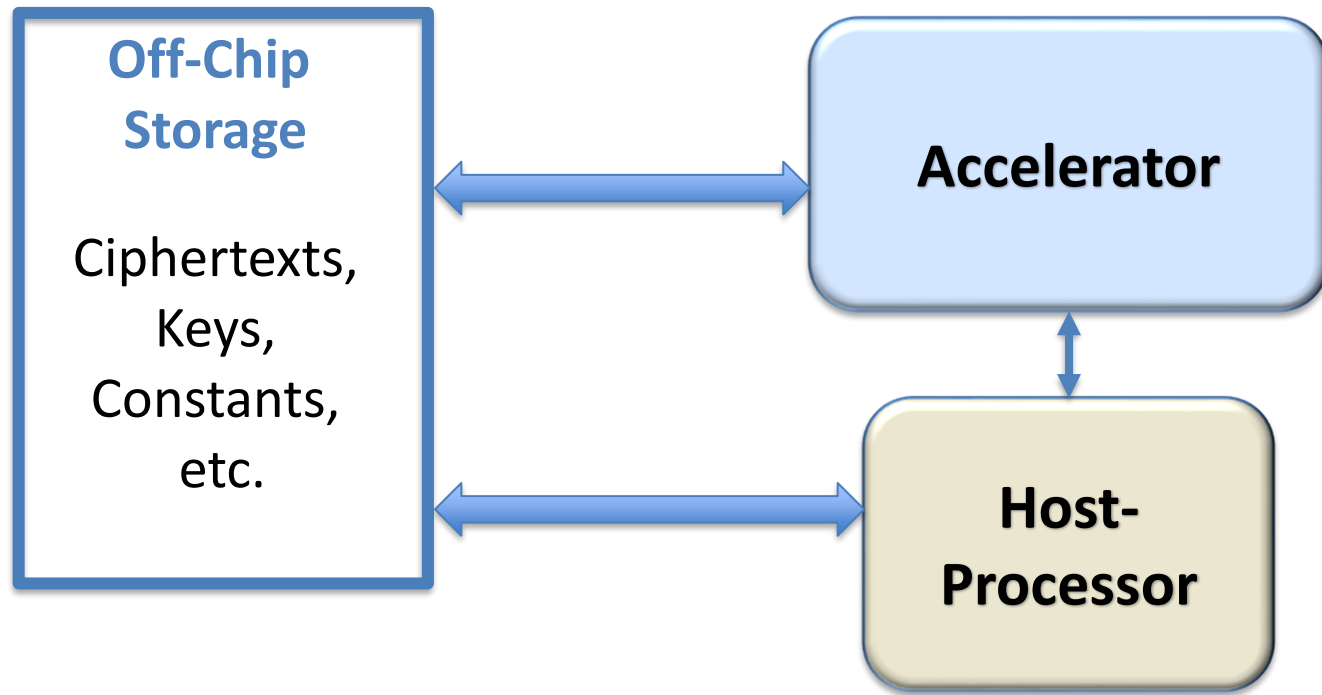 Off-Chip
Storage
Ciphertexts,
Keys,
Constants,
etc.
Accelerator
Host-
Processor